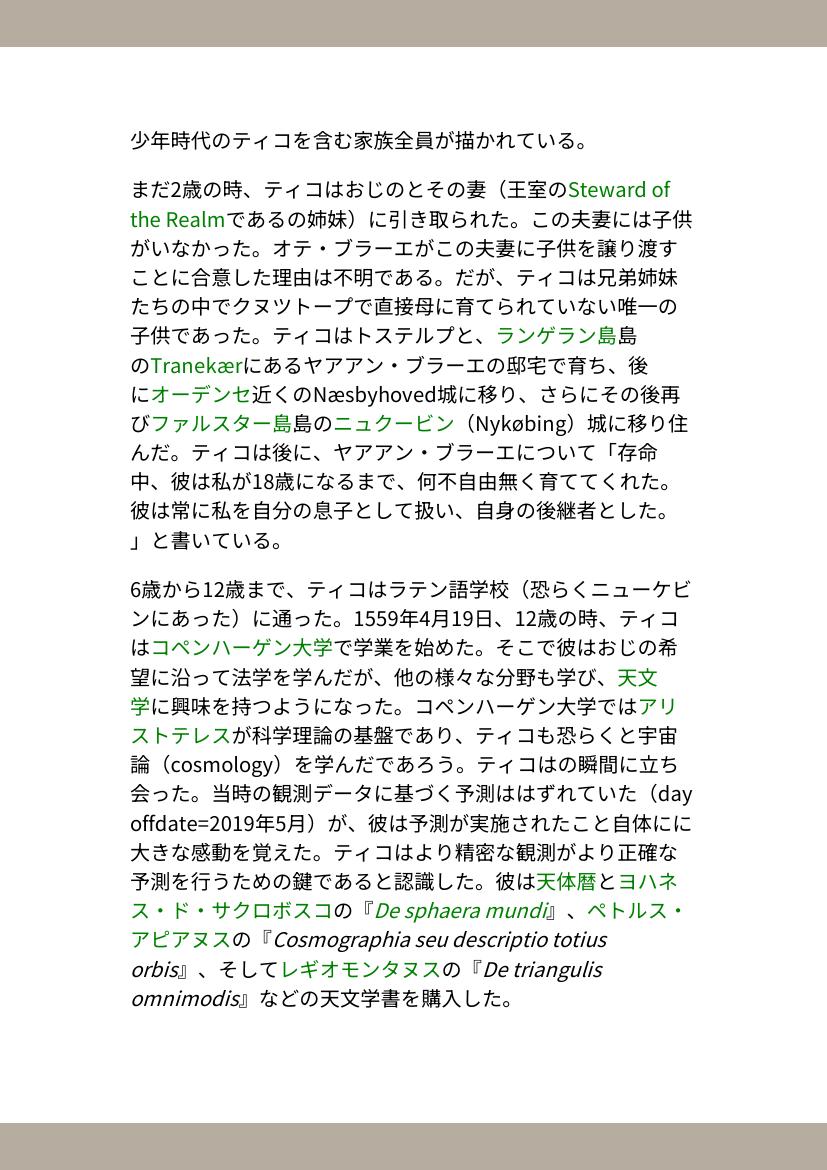 少年時代のティコを含む家族全員が描かれている。
まだ2歳の時、ティコはおじのとその妻（王室のSteward of
the Realmであるの姉妹）に引き取られた。この夫妻には子供
がいなかった。オテ・ブラーエがこの夫妻に子供を譲り渡す
ことに合意した理由は不明である。だが、ティコは兄弟姉妹
たちの中でクヌツトープで直接母に育てられていない唯一の
子供であった。ティコはトステルプと、ランゲラン島島
のTranekærにあるヤアアン・ブラーエの邸宅で育ち、後
にオーデンセ近くのNæsbyhoved城に移り、さらにその後再
びファルスター島島のニュクービン（Nykøbing）城に移り住
んだ。ティコは後に、ヤアアン・ブラーエについて「存命
中、彼は私が18歳になるまで、何不自由無く育ててくれた。
彼は常に私を自分の息子として扱い、自身の後継者とした。
」と書いている。
6歳から12歳まで、ティコはラテン語学校（恐らくニューケビ
ンにあった）に通った。1559年4月19日、12歳の時、ティコ
はコペンハーゲン大学で学業を始めた。そこで彼はおじの希
望に沿って法学を学んだが、他の様々な分野も学び、天文
学に興味を持つようになった。コペンハーゲン大学ではアリ
ストテレスが科学理論の基盤であり、ティコも恐らくと宇宙
論（cosmology）を学んだであろう。ティコはの瞬間に立ち
会った。当時の観測データに基づく予測ははずれていた（day
offdate=2019年5月）が、彼は予測が実施されたこと自体にに
大きな感動を覚えた。ティコはより精密な観測がより正確な
予測を行うための鍵であると認識した。彼は天体暦とヨハネ
ス・ド・サクロボスコの『De sphaera mundi』、ペトルス・
アピアヌスの『Cosmographia seu descriptio totius
orbis』、そしてレギオモンタヌスの『De triangulis
omnimodis』などの天文学書を購入した。